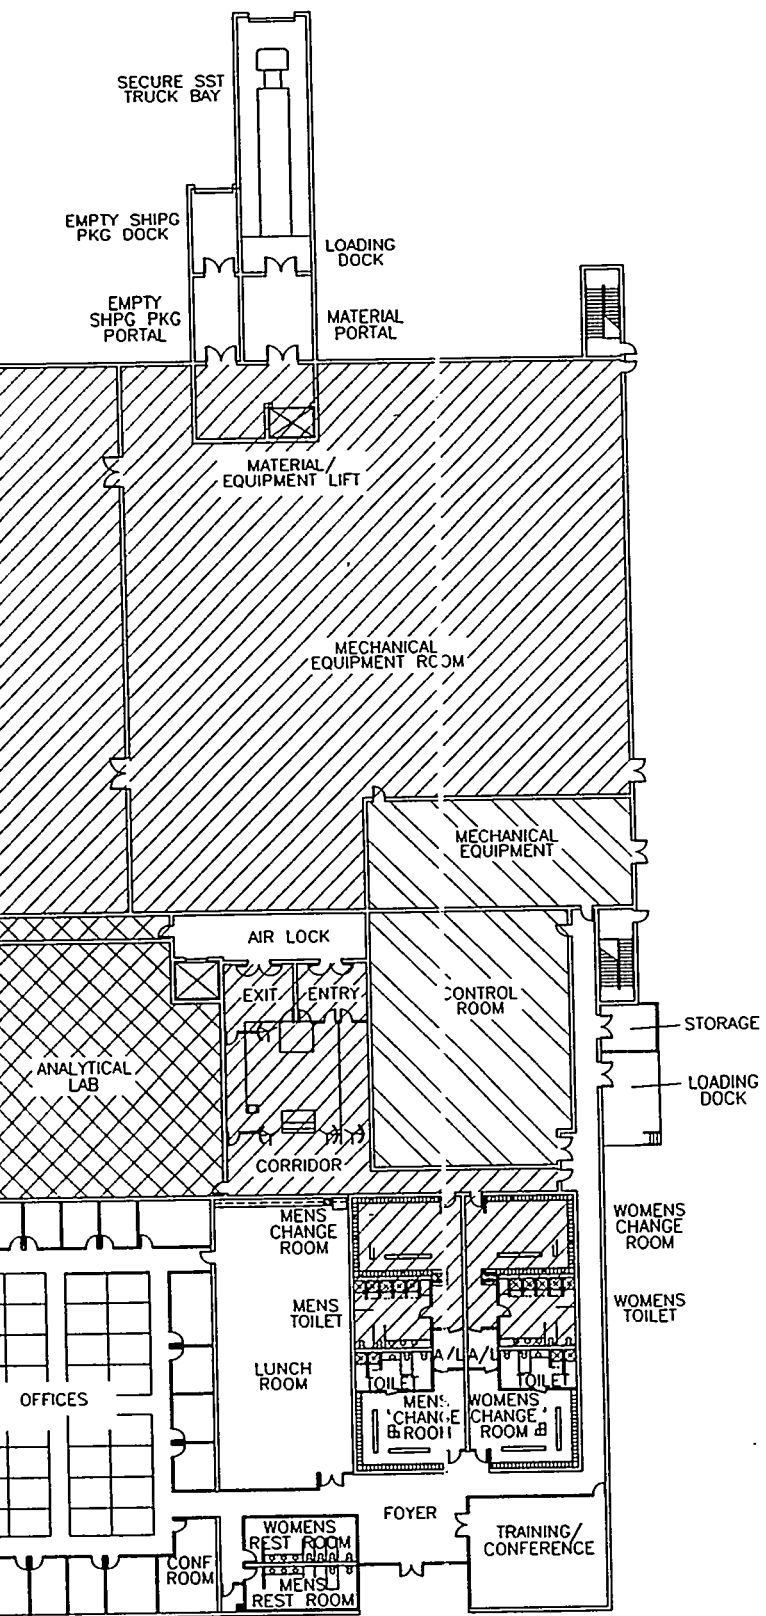 SECURE SST
TRUCK BAY
EMPTY SHIPG
PKG DOCK
LOADING
DOCK
EMPTY
SHPG PKG
PORTAL
MATERIAL
PORTAL
MATERIAL/
EQUIPMENT LIFT
MECHANICAL
EQUIPMENT ROOM
MECHANICAL
EQUIPMENT
AIR LOCK
EXIT
ENTRY
CONTROL
ROOM
STORAGE
ANALYTICAL
LAB
LOADING
DOCK
CORRIDOR
MENS
CHANGE
ROOM
WOMENS
CHANGE
ROOM
MENS
TOILET
WOMENS
TOILET
A/L
A/L
LUNCH
ROOM
TOILET
TOILET
OFFICES
MENS
CHANGE
ROOM
WOMENS
CHANGE
ROOM
FOYER
WOMENS
REST ROOM
TRAINING/
CONFERENCE
CONF
ROOM
MENS
REST ROOM